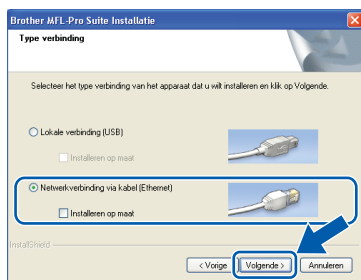 Brother MFL-Pro Suite Installatie
Type verbinding
Selecteer het type verbinding van het apparaat dat u wilt installeren en klik op Volgende.
Lokale verbinding (USB)
Installeren op maat
Netwerkverbinding via kabel (Ethernet)
Installeren op maat
InstallShield
< Vorige Volgende > Annuleren